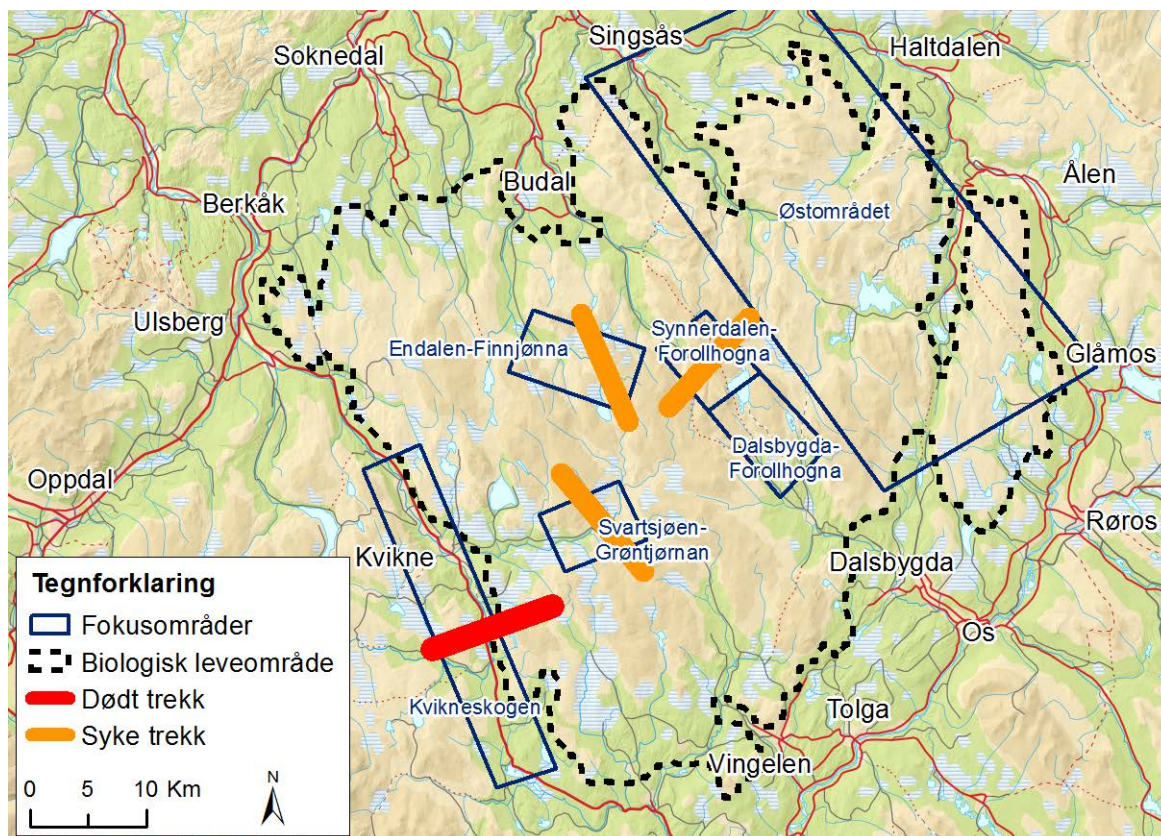 Singsås
Haltdalen
Soknedal
Ålen
Budal
Berkåk
Østområdet
Ulsberg
Synnerdalen-
Forollhogna
Endalen-Finnjønna
Glåmos
Dalsbygda-
Forollhogna
Oppdal
Svartsjøen-
Grøntjørnan
Røros
Kvikne
Dalsbygda
Os
Kvikneskogen
Tolga
Vingelen
Tegnforklaring
Fokusområder
Biologisk leveområde
Dødt trekk
Syke trekk
0 5 10 Km
N